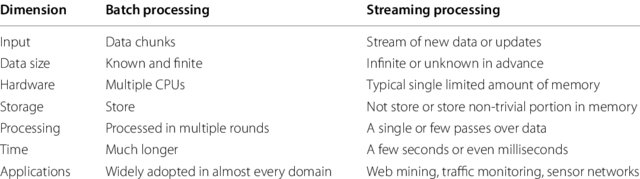 Dimension Batch processing Streaming processing
Input Data chunks Stream of new data or updates
Data size Known and finite Infinite or unknown in advance
Hardware Multiple CPUs Typical single limited amount of memory
Storage Store Not store or store non-trivial portion in memory
Processing Processed in multiple rounds A single or few passes over data
Time Much longer A few seconds or even milliseconds
Applications Widely adopted in almost every domain Web mining, traffic monitoring, sensor networks